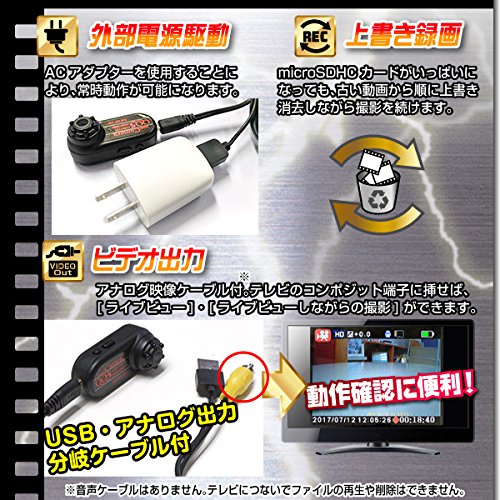 外部電源駆動
ACアダプターを使用することに
より、常時動作が可能になります。
REC
上書き録画
microSDHCカードがいっぱいに
なっても、古い動画から順に上書き
消去しながら撮影を続けます。
VIDEO
Out
ビデオ出力
※
アナログ映像ケーブル付。テレビのコンポジット端子に挿せば、
[ライブビュー]・[ライブビューしながらの撮影]ができます。
HD
+0.0
動作確認に便利！
2017/07/12 12:05:26
00:18:40
USB・アナログ出力
分岐ケーブル付
※音声ケーブルはありません。テレビにつないでファイルの再生や削除はできません。